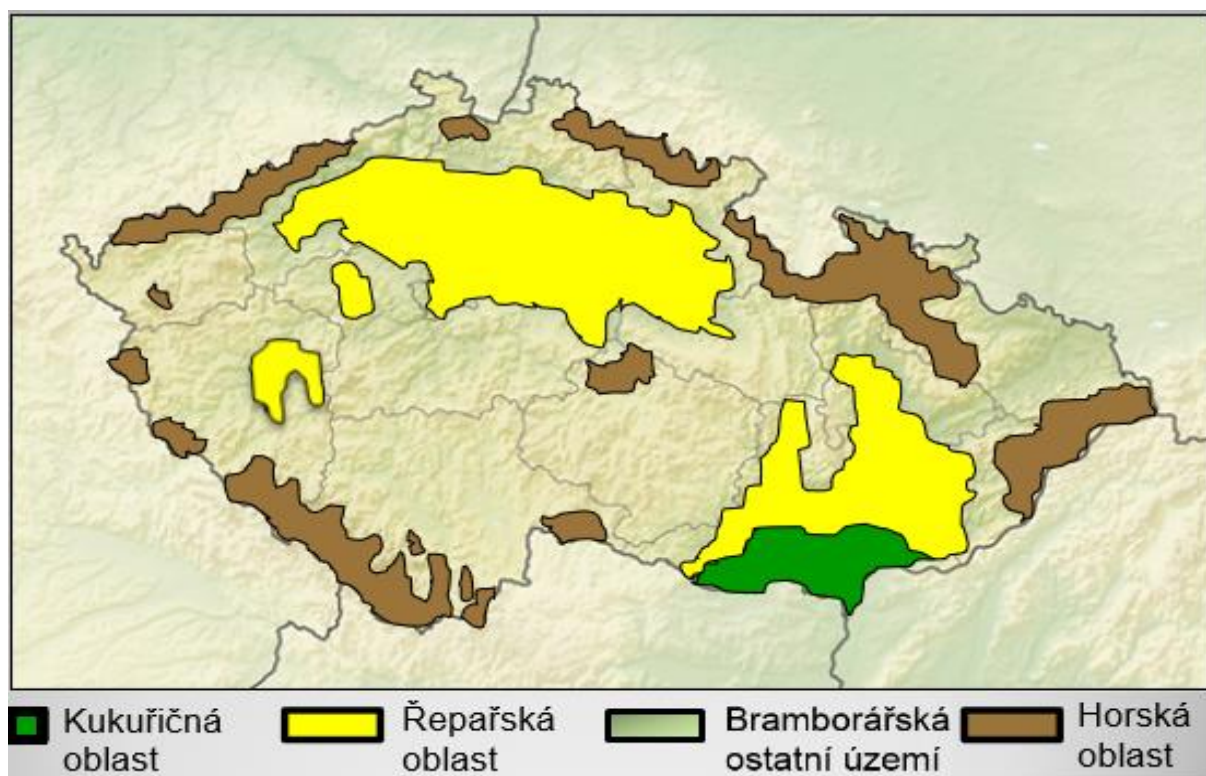 Kukuřičná
oblast
Řepařská
oblast
Bramborářská
ostatní území
Horská
oblast